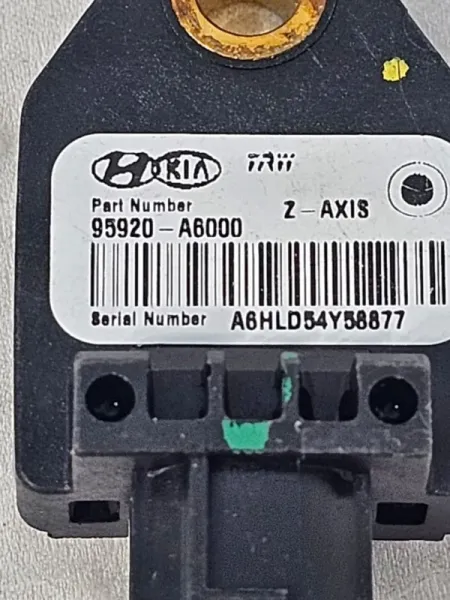 KIA TRW
Part Number Z-AXIS
95920-A6000
Serial Number A6HLD54Y58877